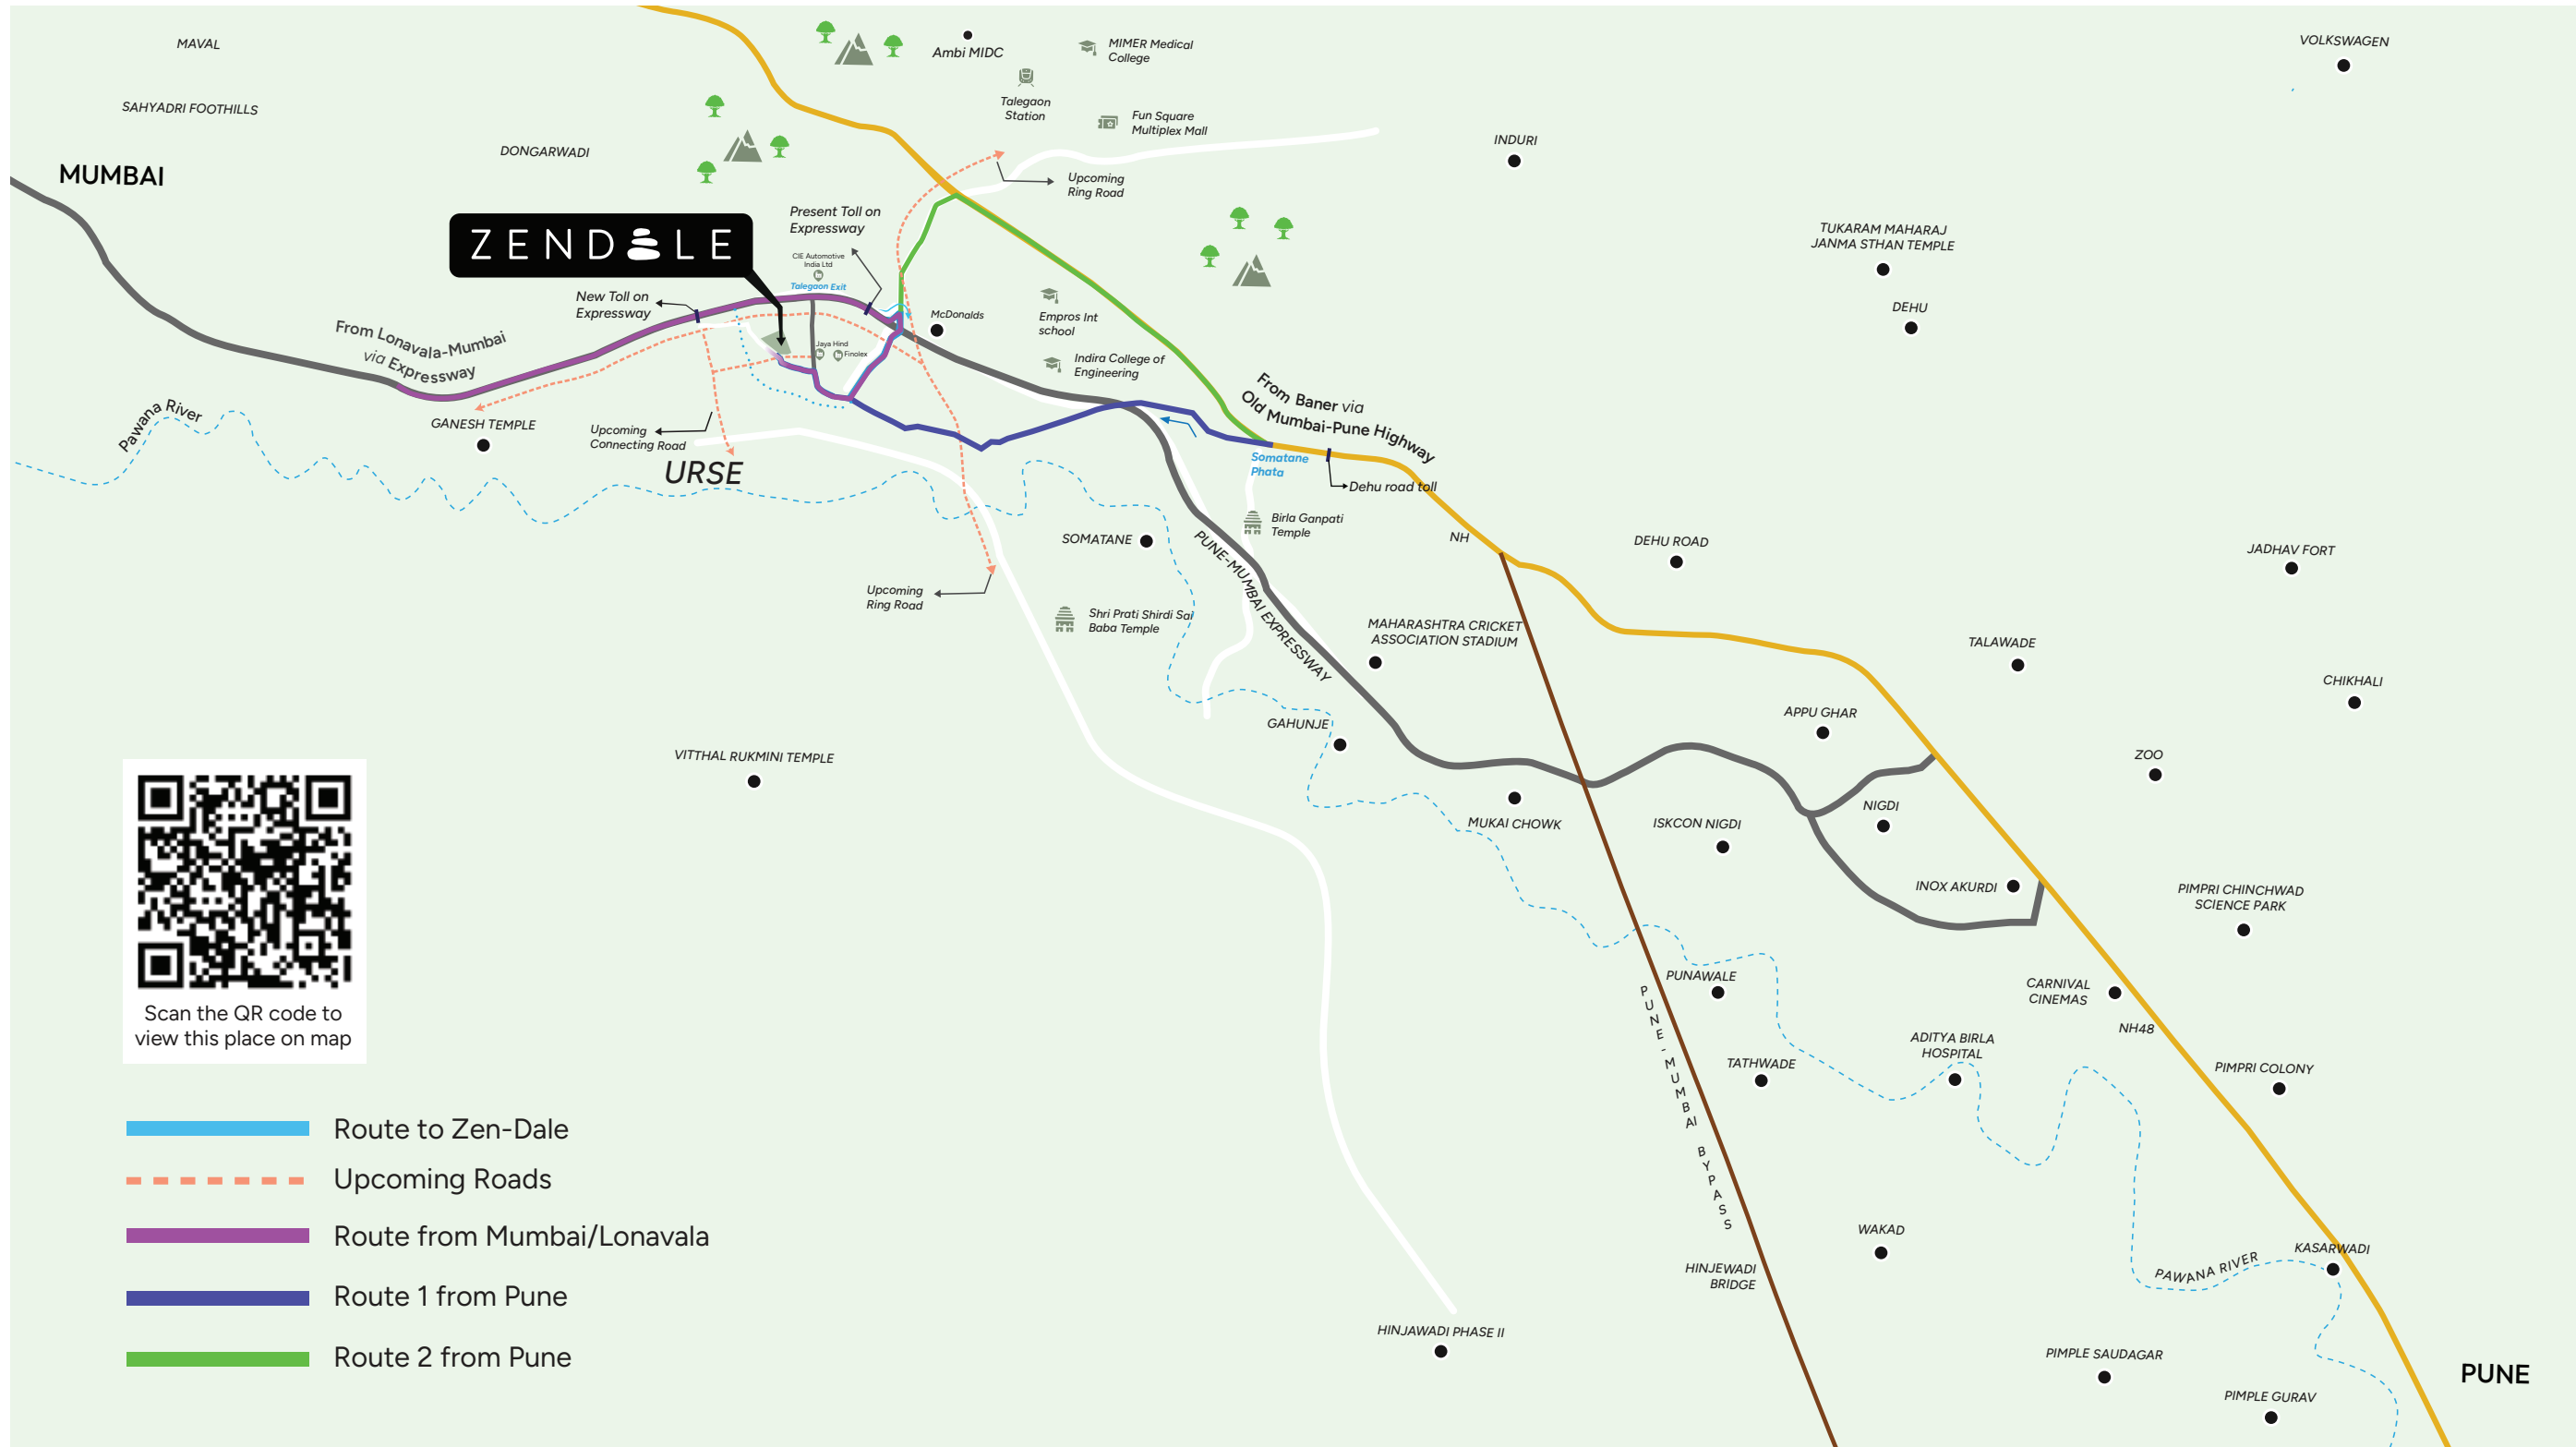 MAVAL
Ambi MIDC
MIMER Medical
College
VOLKSWAGEN
SAHYADRI FOOTHILLS
Talegaon
Station
Fun Square
Multiplex Mall
DONGARWADI
INDURI
MUMBAI
Upcoming
Ring Road
Present Toll on
Expressway
ZENDALE
TUKARAM MAHARAJ
JANMA STHAN TEMPLE
CIE Automotive
India Ltd
Talegaon Exit
New Toll on
Expressway
McDonalds
Empros Int
school
DEHU
From Lonavala-Mumbai
via Expressway
Jaya Hind
Finolex
Indira College of
Engineering
From Baner via
Old Mumbai-Pune Highway
Pawana River
GANESH TEMPLE
Upcoming
Connecting Road
URSE
Somatane
Phata
Dehu road toll
Birla Ganpati
Temple
SOMATANE
NH
DEHU ROAD
JADHAV FORT
PUNE-MUMBAI EXPRESSWAY
Upcoming
Ring Road
Shri Prati Shirdi Sai
Baba Temple
MAHARASHTRA CRICKET
ASSOCIATION STADIUM
TALAWADE
CHIKHALI
GAHUNJE
APPU GHAR
VITTHAL RUKMINI TEMPLE
ZOO
MUKAI CHOWK
ISKCON NIGDI
NIGDI
INOX AKURDI
PIMPRI CHINCHWAD
SCIENCE PARK
PUNAWALE
CARNIVAL
CINEMAS
NH48
Scan the QR code to
view this place on map
PUNE-MUMBAI BYPASS
TATHWADE
ADITYA BIRLA
HOSPITAL
PIMPRI COLONY
Route to Zen-Dale
Upcoming Roads
Route from Mumbai/Lonavala
Route 1 from Pune
Route 2 from Pune
WAKAD
HINJEWADI
BRIDGE
PAWANA RIVER
KASARWADI
HINJAWADI PHASE II
PIMPLE SAUDAGAR
PIMPLE GURAV
PUNE